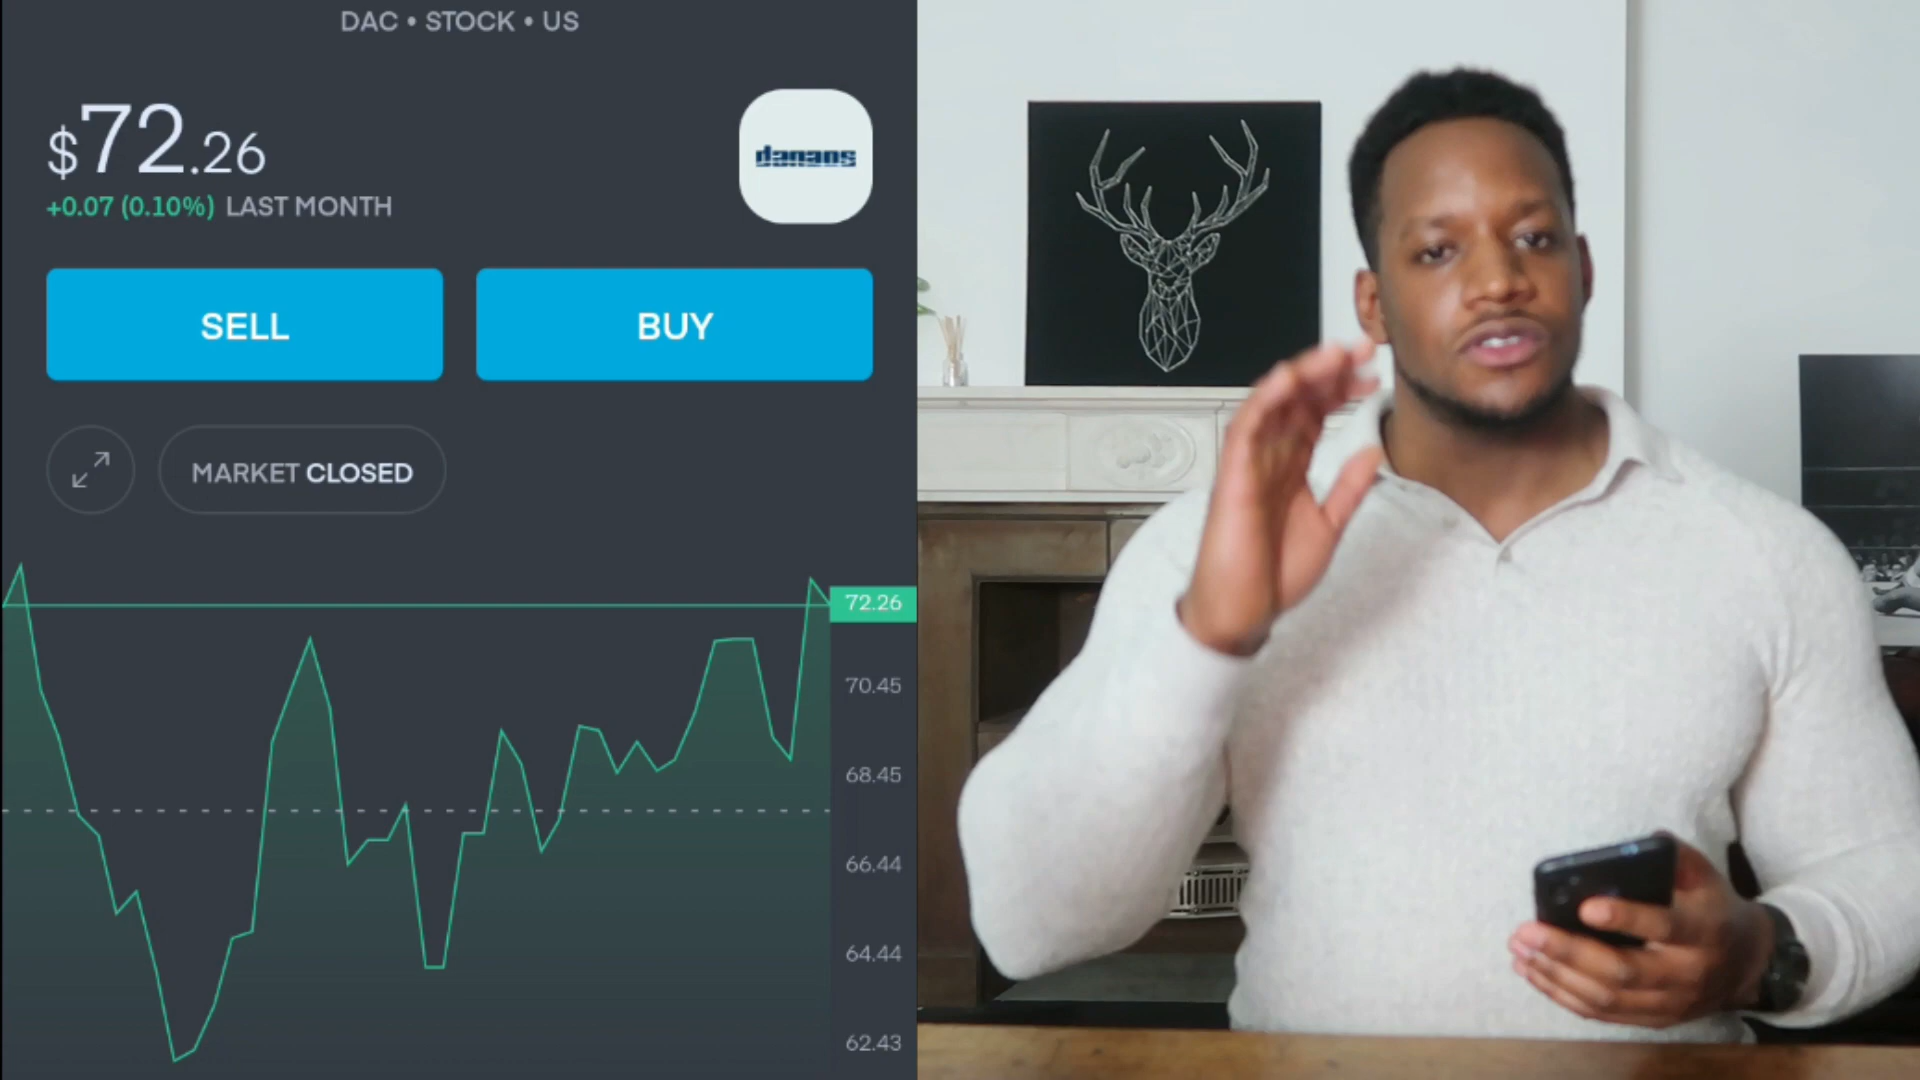 DAC • STOCK • US
$72.26
danaos
+0.07 (0.10%) LAST MONTH
SELL
BUY
MARKET CLOSED
72.26
70.45
68.45
66.44
64.44
62.43